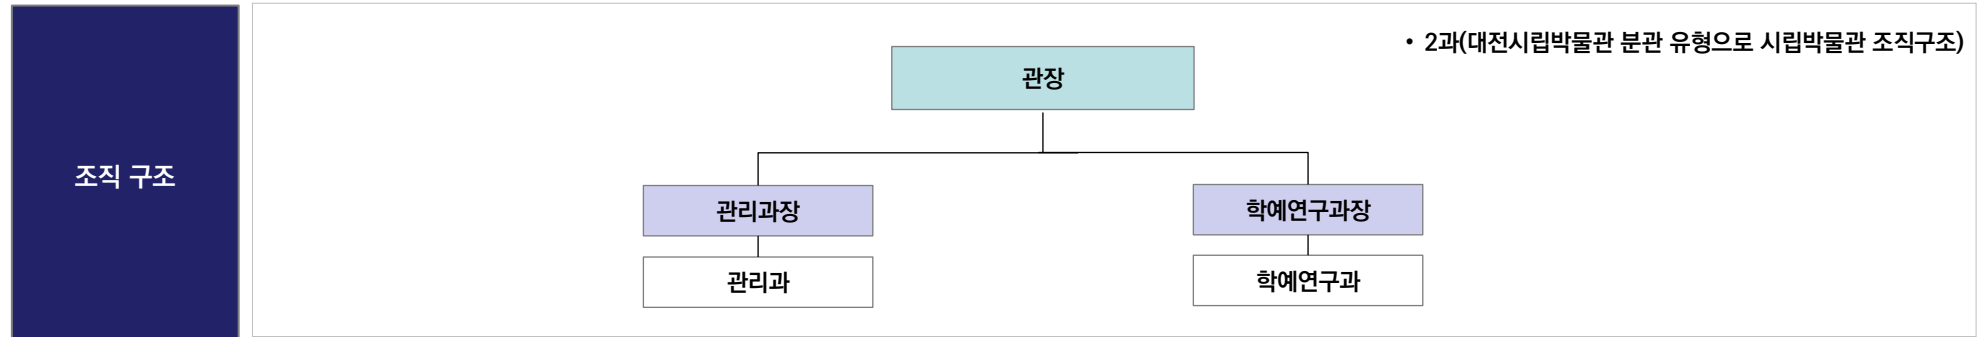 조직 구조
• 2과(대전시립박물관 분관 유형으로 시립박물관 조직구조)
관장
관리과장
학예연구과장
관리과
학예연구과